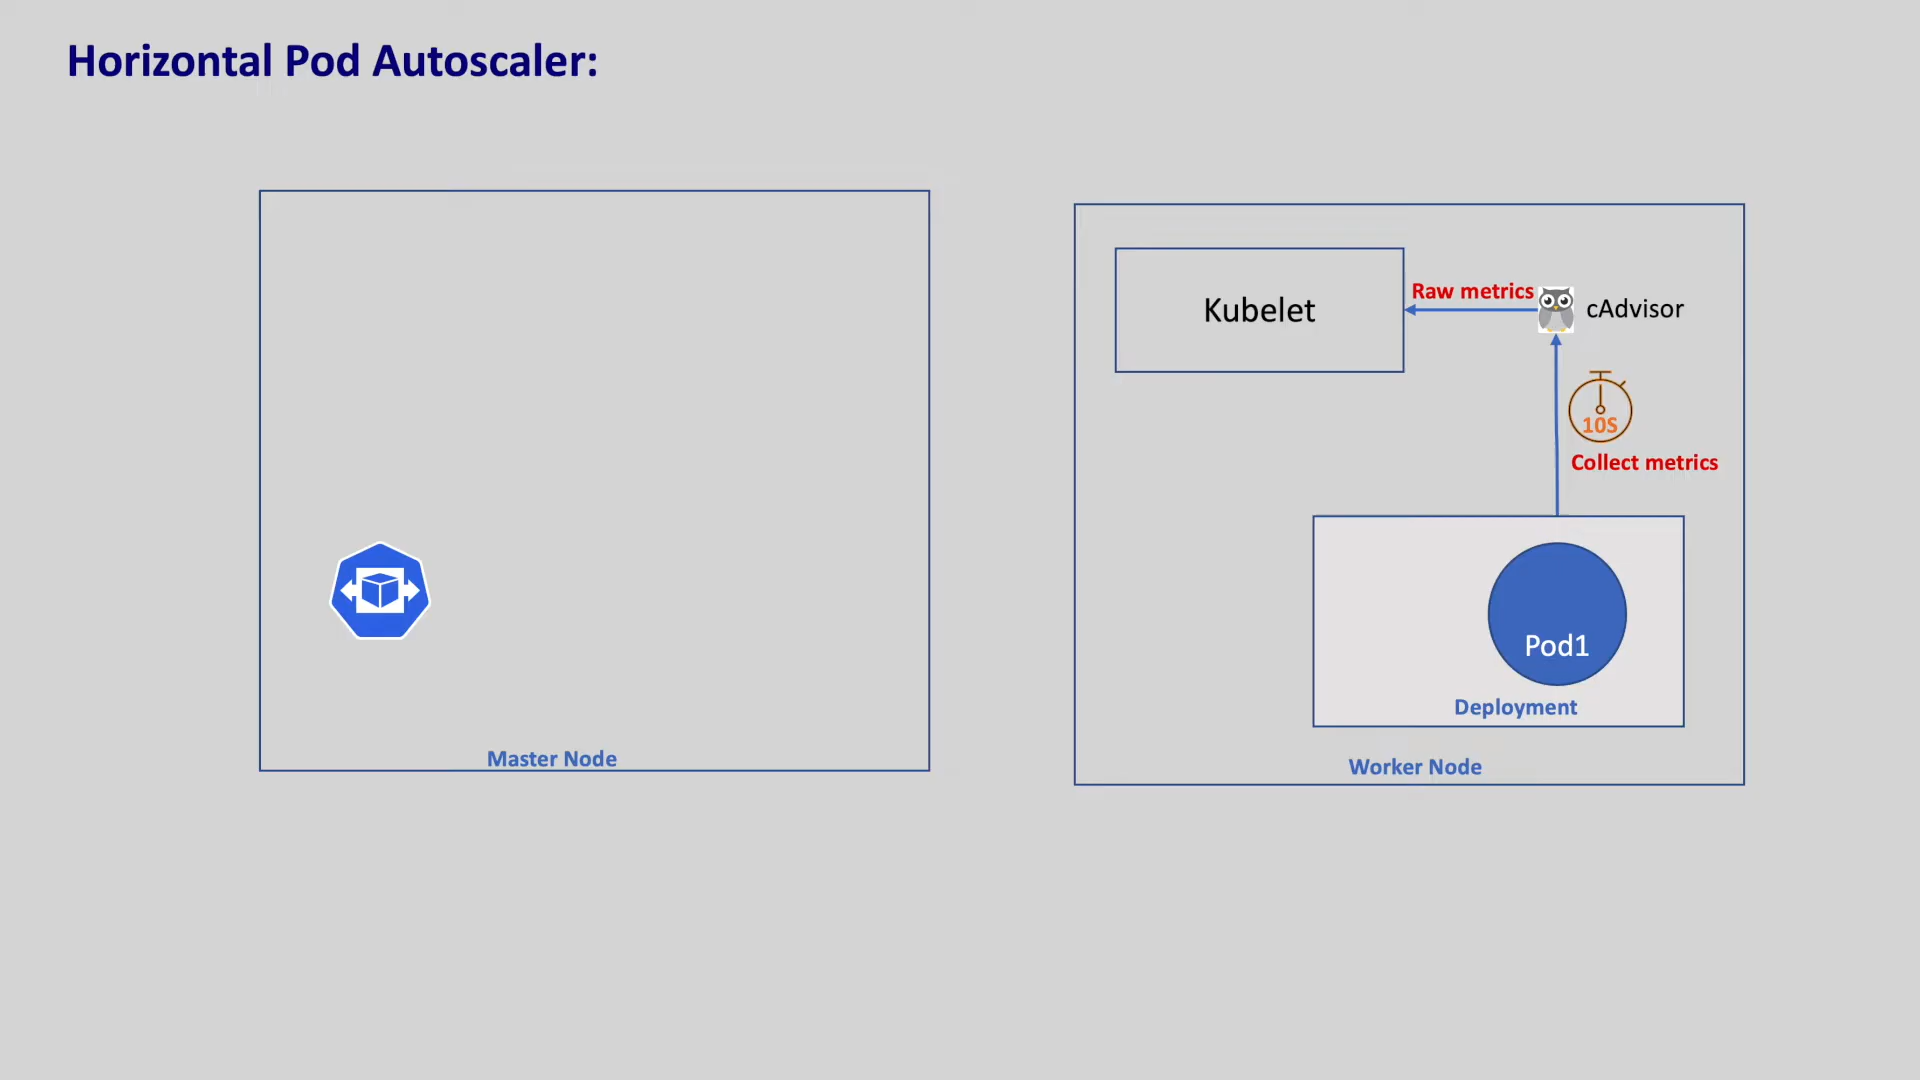 Horizontal Pod Autoscaler:
Kubelet
Raw metrics
cAdvisor
10S
Collect metrics
Pod1
Deployment
Master Node
Worker Node